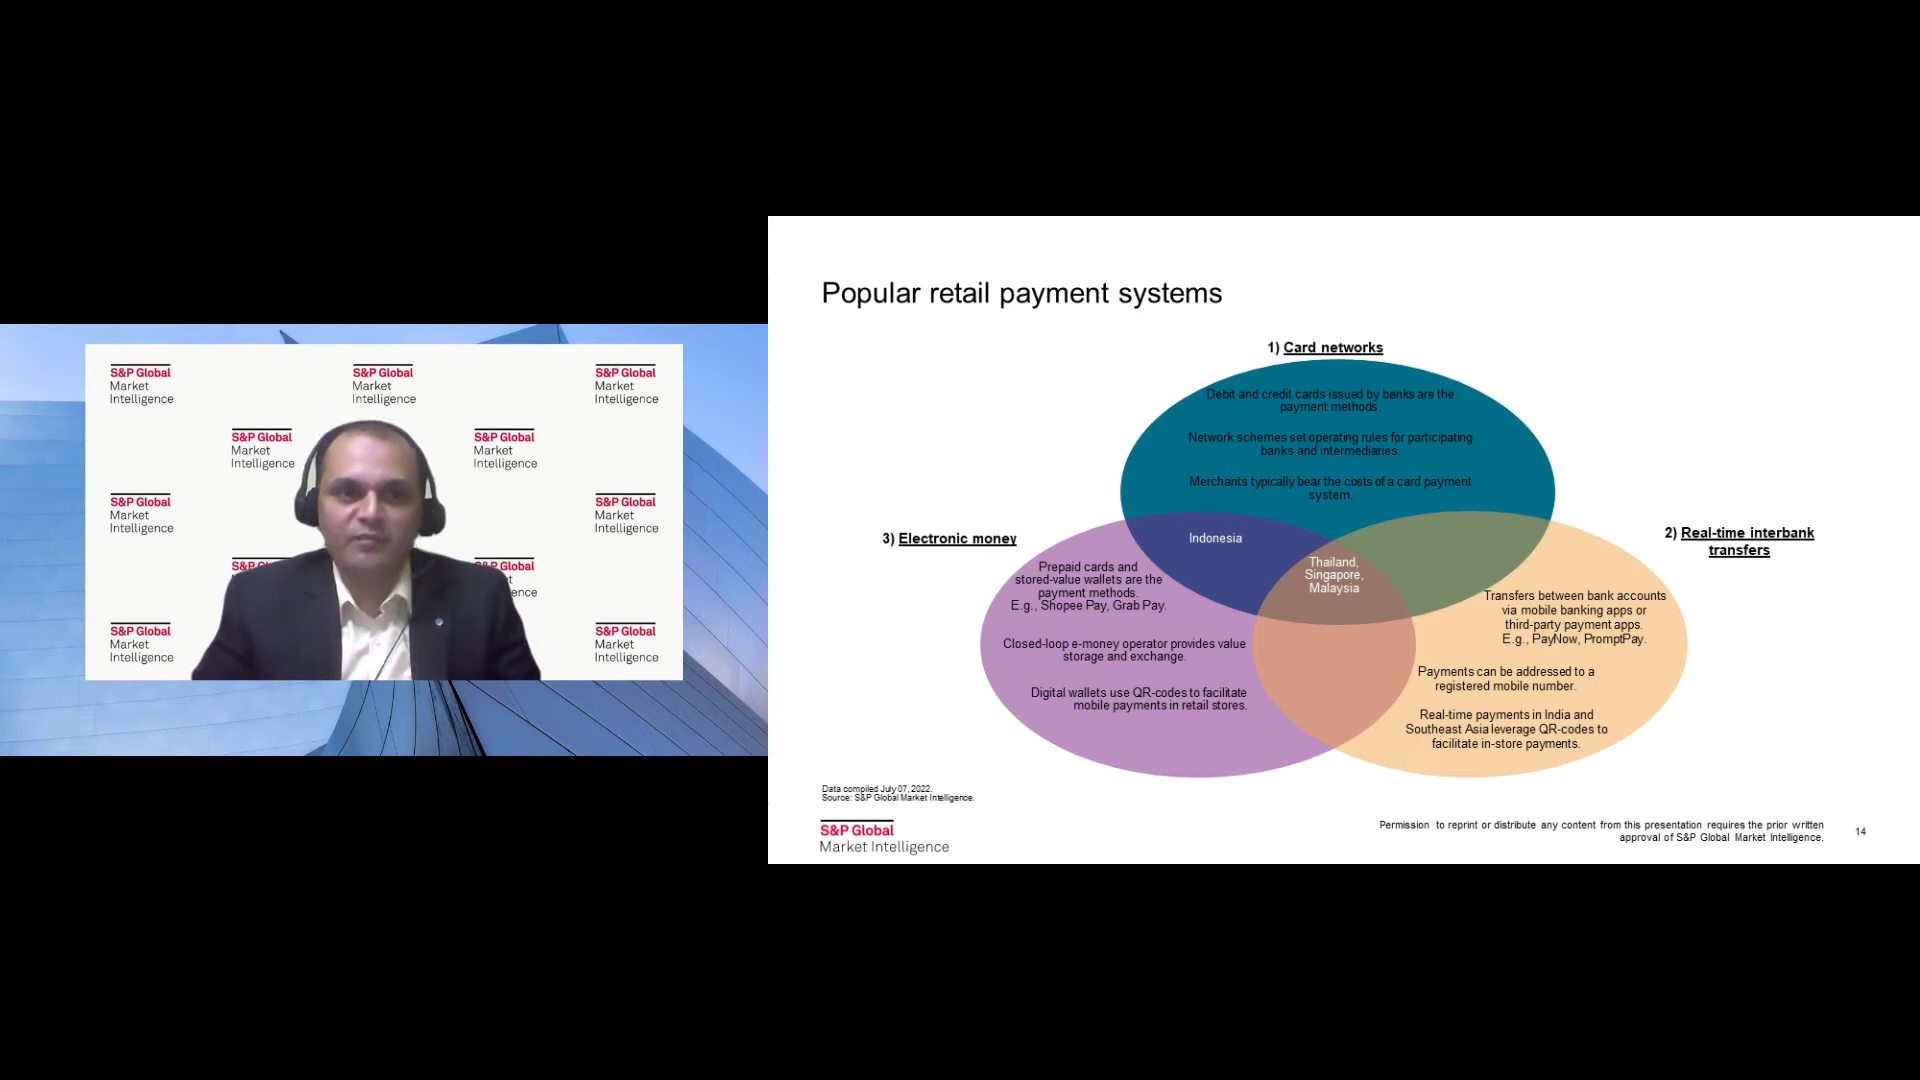 S&P Global
Market
Intelligence
S&P Global
Market
Intelligence
S&P Global
Market
Intelligence
S&P Global
Market
Intelligence
S&P Global
Market
Intelligence
S&P Global
Market
Intelligence
S&P Global
Market
Intelligence
S&P Global
Market
Intelligence
S&P Global
Market
Intelligence
Popular retail payment systems
1) Card networks
Debit and credit cards issued by banks are the
payment methods.
Network schemes set operating rules for participating
banks and intermediaries.
Merchants typically bear the costs of a card payment
system.
3) Electronic money
Prepaid cards and
stored-value wallets are the
payment methods.
E.g., Shopee Pay, Grab Pay.
Closed-loop e-money operator provides value
storage and exchange.
Digital wallets use QR-codes to facilitate
mobile payments in retail stores.
Indonesia
Thailand,
Singapore,
Malaysia
2) Real-time interbank
transfers
Transfers between bank accounts
via mobile banking apps or
third-party payment apps.
E.g., PayNow, PromptPay.
Payments can be addressed to a
registered mobile number.
Real-time payments in India and
Southeast Asia leverage QR-codes to
facilitate in-store payments.
Data compiled July 07, 2022.
Source: S&P Global Market Intelligence.
S&P Global
Market Intelligence
Permission to reprint or distribute any content from this presentation requires the prior written
approval of S&P Global Market Intelligence.
14